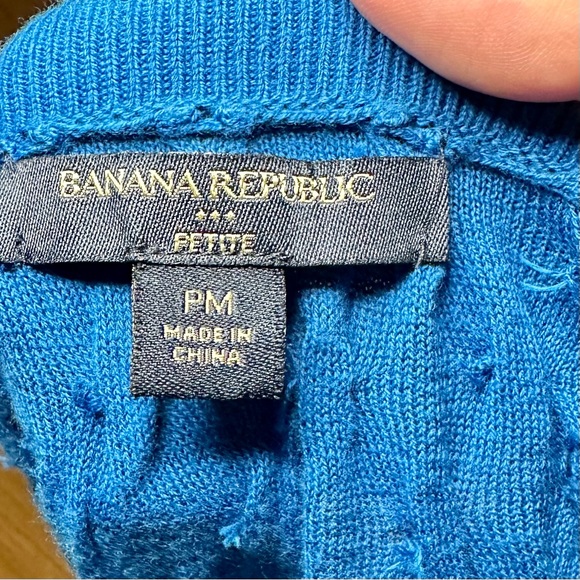 BANANA REPUBLIC
PETITE
PM
MADE IN
CHINA